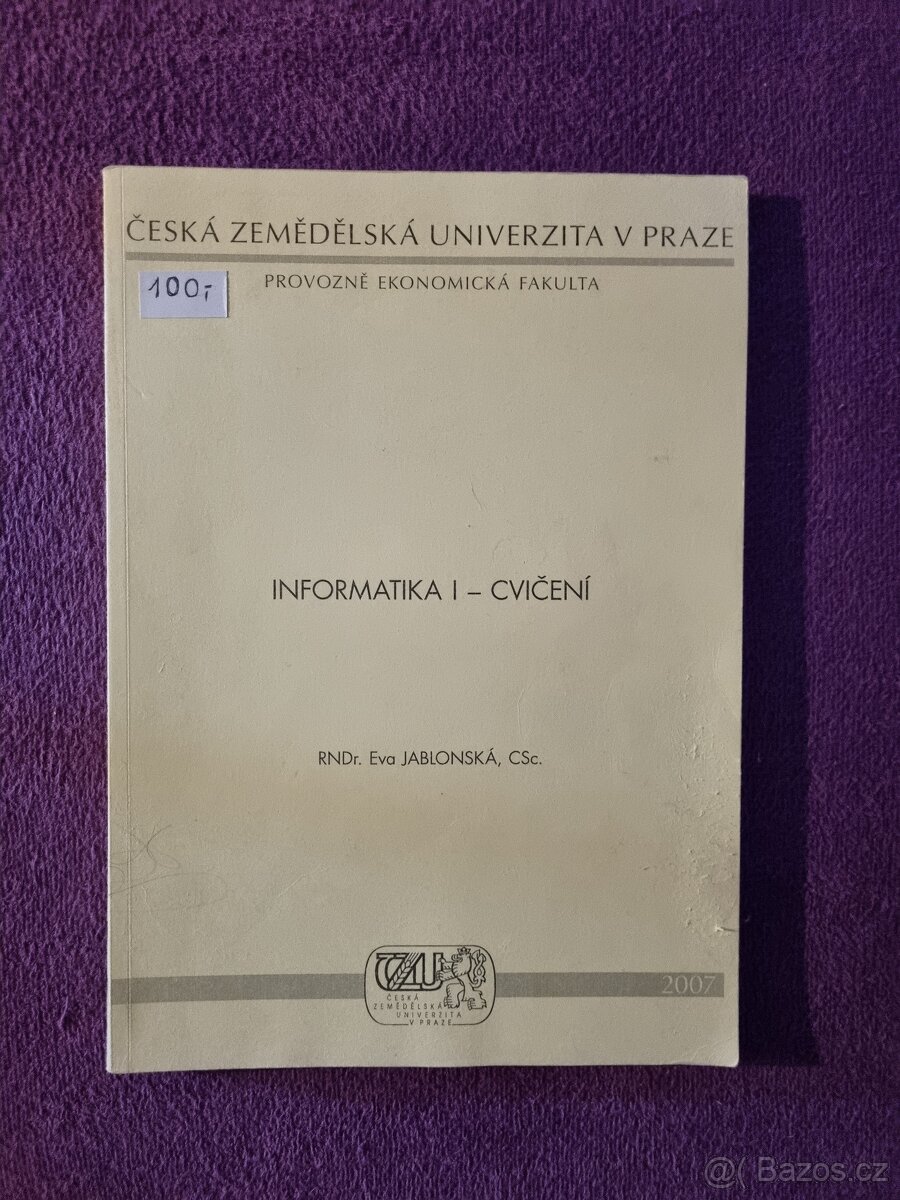 ČESKÁ ZEMĚDĚLSKÁ UNIVERZITA V PRAZE
PROVOZNĚ EKONOMICKÁ FAKULTA
100,-
INFORMATIKA I – CVIČENÍ
RNDr. Eva JABLONSKÁ, CSc.
ČZU
ČESKÁ
ZEMĚDĚLSKÁ
UNIVERZITA
V PRAZE
2007
@( Bazos.cz